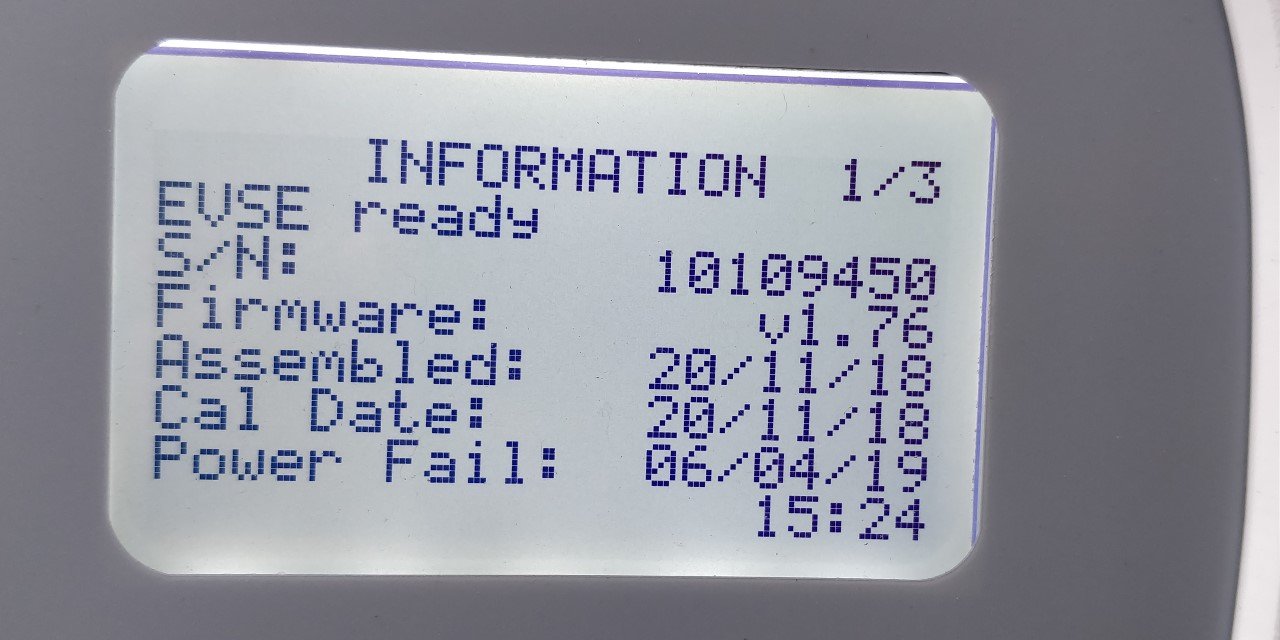 INFORMATION 1/3
EVSE ready
S/N: 10109450
Firmware: v1.76
Assembled: 20/11/18
Cal Date: 20/11/18
Power Fail: 06/04/19
15:24